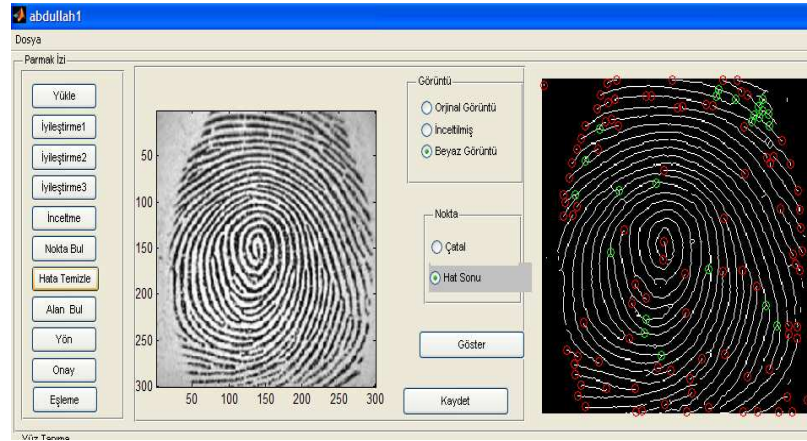 abdullah1
Dosya
Parmak İzi
Yükle
İyileştirme1
İyileştirme2
İyileştirme3
İnceltme
Nokta Bul
Hata Temizle
Alan Bul
Yön
Onay
Eşleme
50
100
150
200
250
300
50 100 150 200 250 300
Görüntü
Orjinal Görüntü
İnceltilmiş
Beyaz Görüntü
Nokta
Çatal
Hat Sonu
Göster
Kaydet
Yüz Tanıma